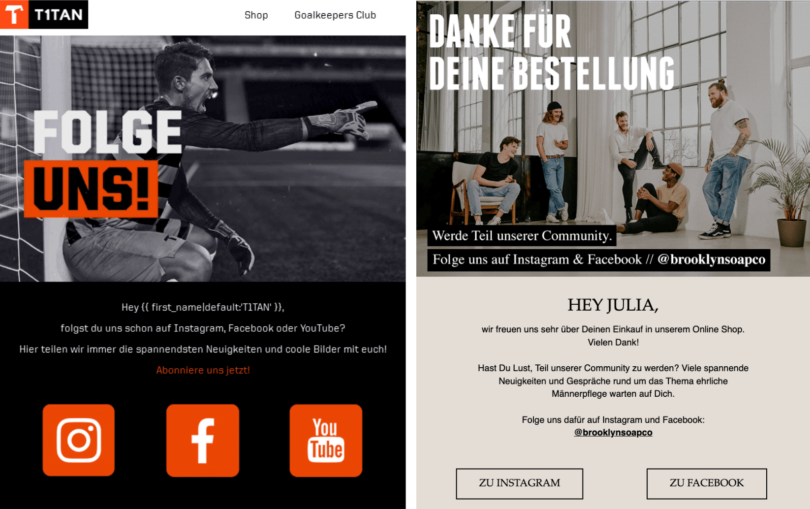 T1TAN
Shop
Goalkeepers Club
FOLGE
UNS!
Hey {{ first_name|default:'T1TAN' }},
folgst du uns schon auf Instagram, Facebook oder YouTube?
Hier teilen wir immer die spannendsten Neuigkeiten und coole Bilder mit euch!
Abonniere uns jetzt!
You
Tube
DANKE FÜR
DEINE BESTELLUNG
Werde Teil unserer Community.
Folge uns auf Instagram & Facebook // @brooklynsoapco
HEY JULIA,
wir freuen uns sehr über Deinen Einkauf in unserem Online Shop.
Vielen Dank!
Hast Du Lust, Teil unserer Community zu werden? Viele spannende
Neuigkeiten und Gespräche rund um das Thema ehrliche
Männerpflege warten auf Dich.
Folge uns dafür auf Instagram und Facebook:
@brooklynsoapco
ZU INSTAGRAM
ZU FACEBOOK